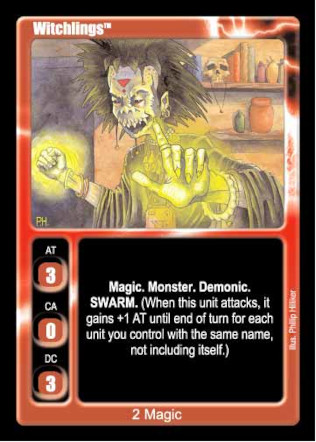 Witchlings™
PH
AT
3
CA
0
DC
3
Magic. Monster. Demonic.
SWARM. (When this unit attacks, it
gains +1 AT until end of turn for each
unit you control with the same name,
not including itself.)
Illus. Philip Hilliker
2 Magic